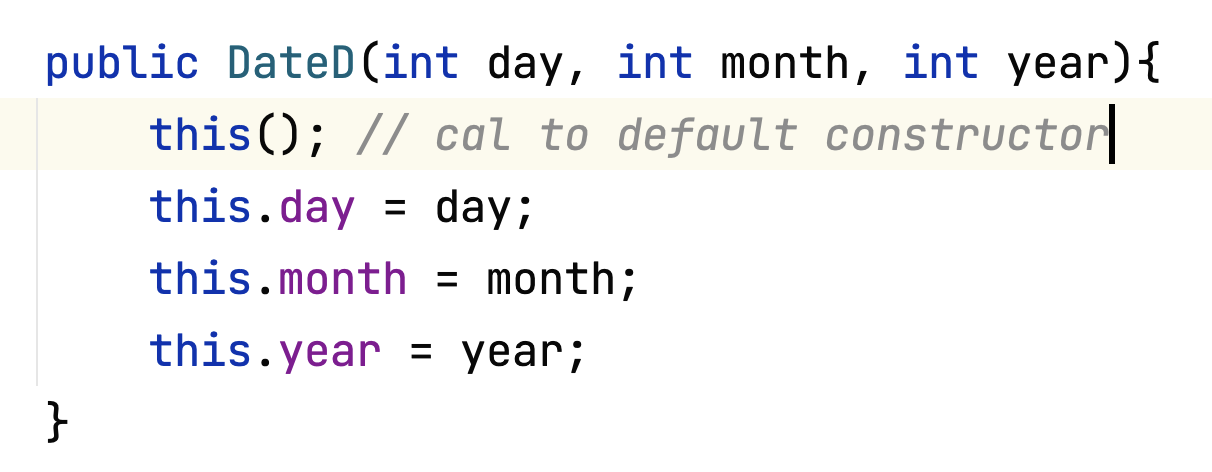 public DateD(int day, int month, int year){
this(); // cal to default constructor
this.day = day;
this.month = month;
this.year = year;
}